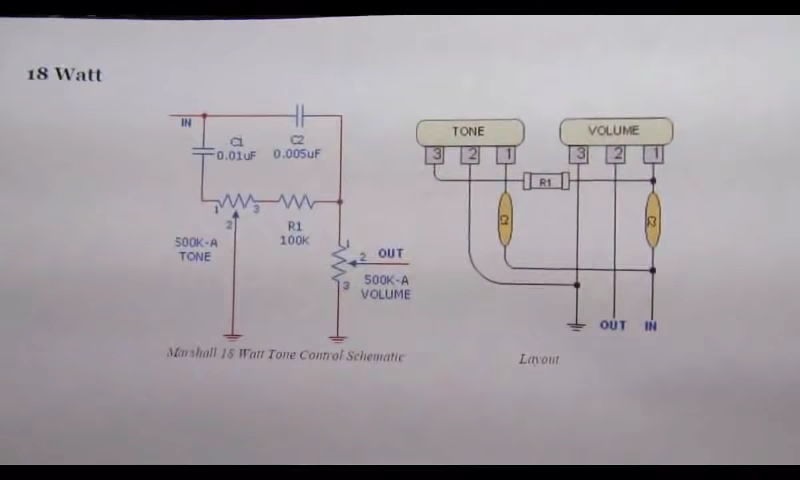 18 Watt
IN
C1
0.01uF
C2
0.005uF
1
3
2
R1
100K
500K-A
TONE
1
2
OUT
3
500K-A
VOLUME
Marshall 18 Watt Tone Control Schematic
TONE
3 2 1
VOLUME
3 2 1
R1
OUT IN
Layout